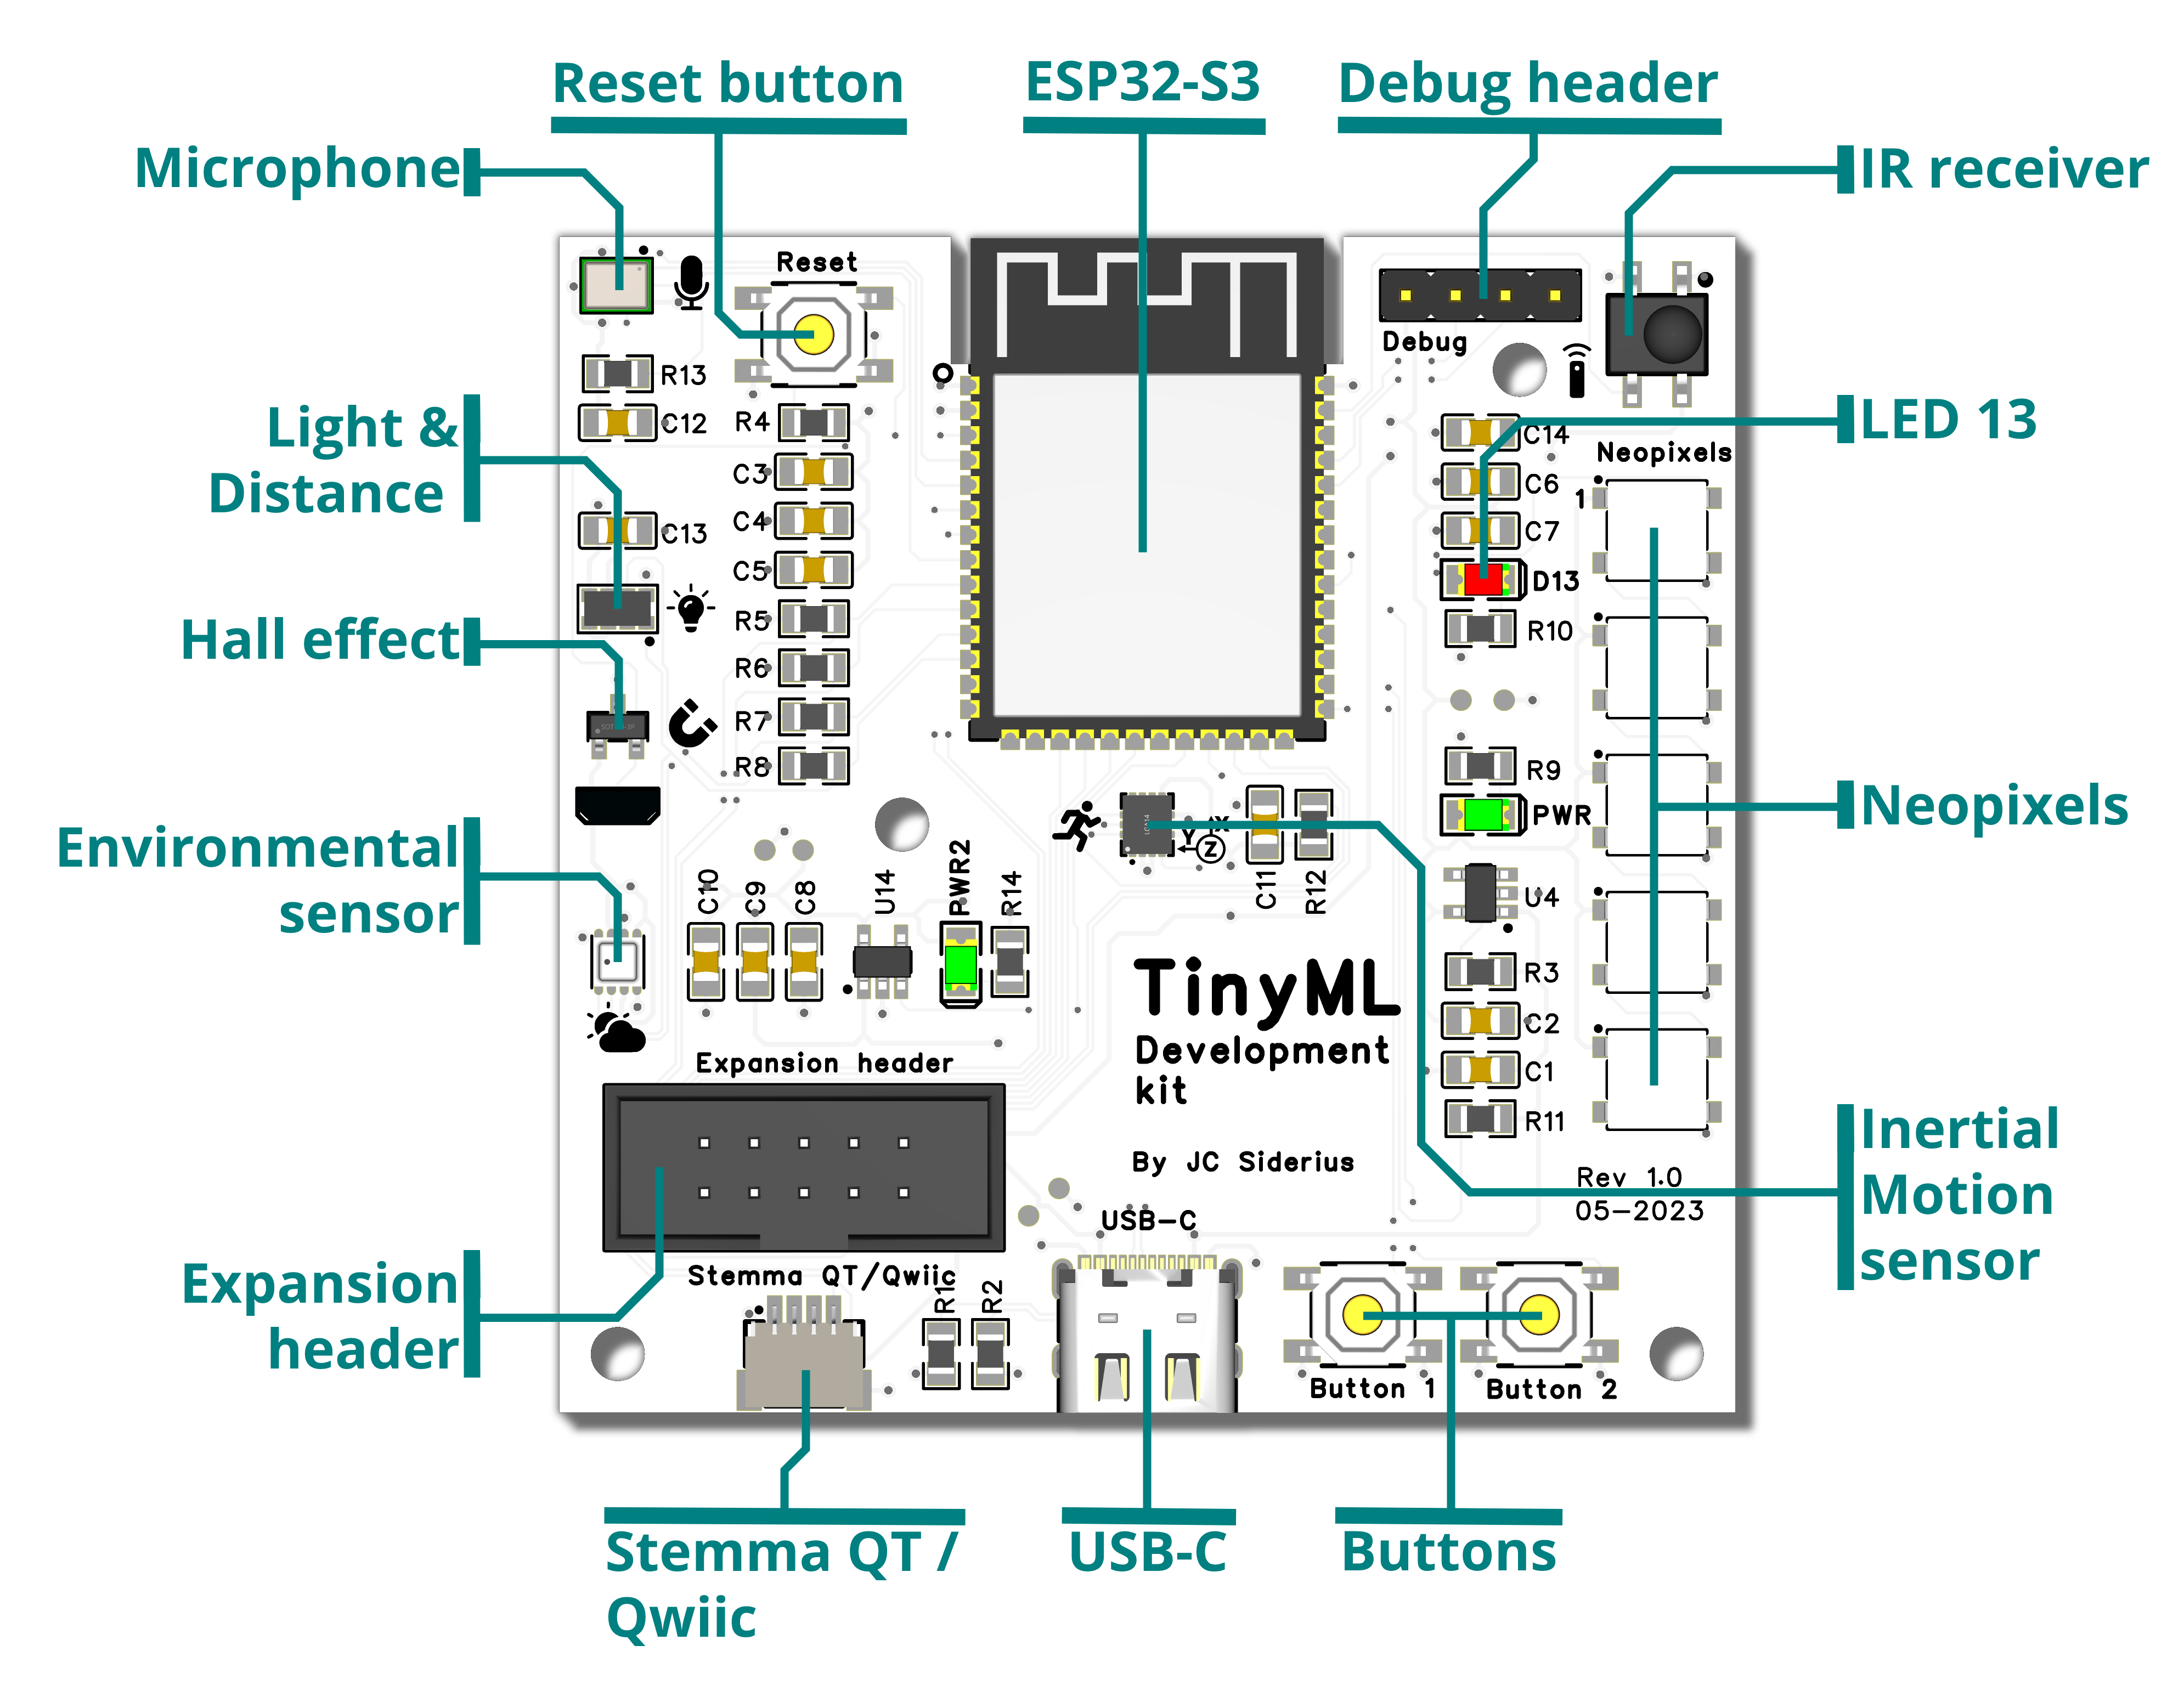 Reset button
ESP32-S3
Debug header
Microphone
IR receiver
Light &
Distance
LED 13
Hall effect
Neopixels
Environmental
sensor
Inertial
Motion
sensor
Expansion
header
Stemma QT /
Qwiic
USB-C
Buttons
Reset
Debug
R13
C12
C13
R4
C3
C4
C5
R5
R6
R7
R8
C14
C6
C7
D13
R10
R9
PWR
U4
R3
C2
C1
R11
Neopixels
1
Y
X
Z
C11
R12
C10
C9
C8
U14
PWR2
R14
TinyML
Development
kit
By JC Siderius
Expansion header
Stemma QT/Qwiic
R1
R2
USB-C
Rev 1.0
05-2023
Button 1
Button 2